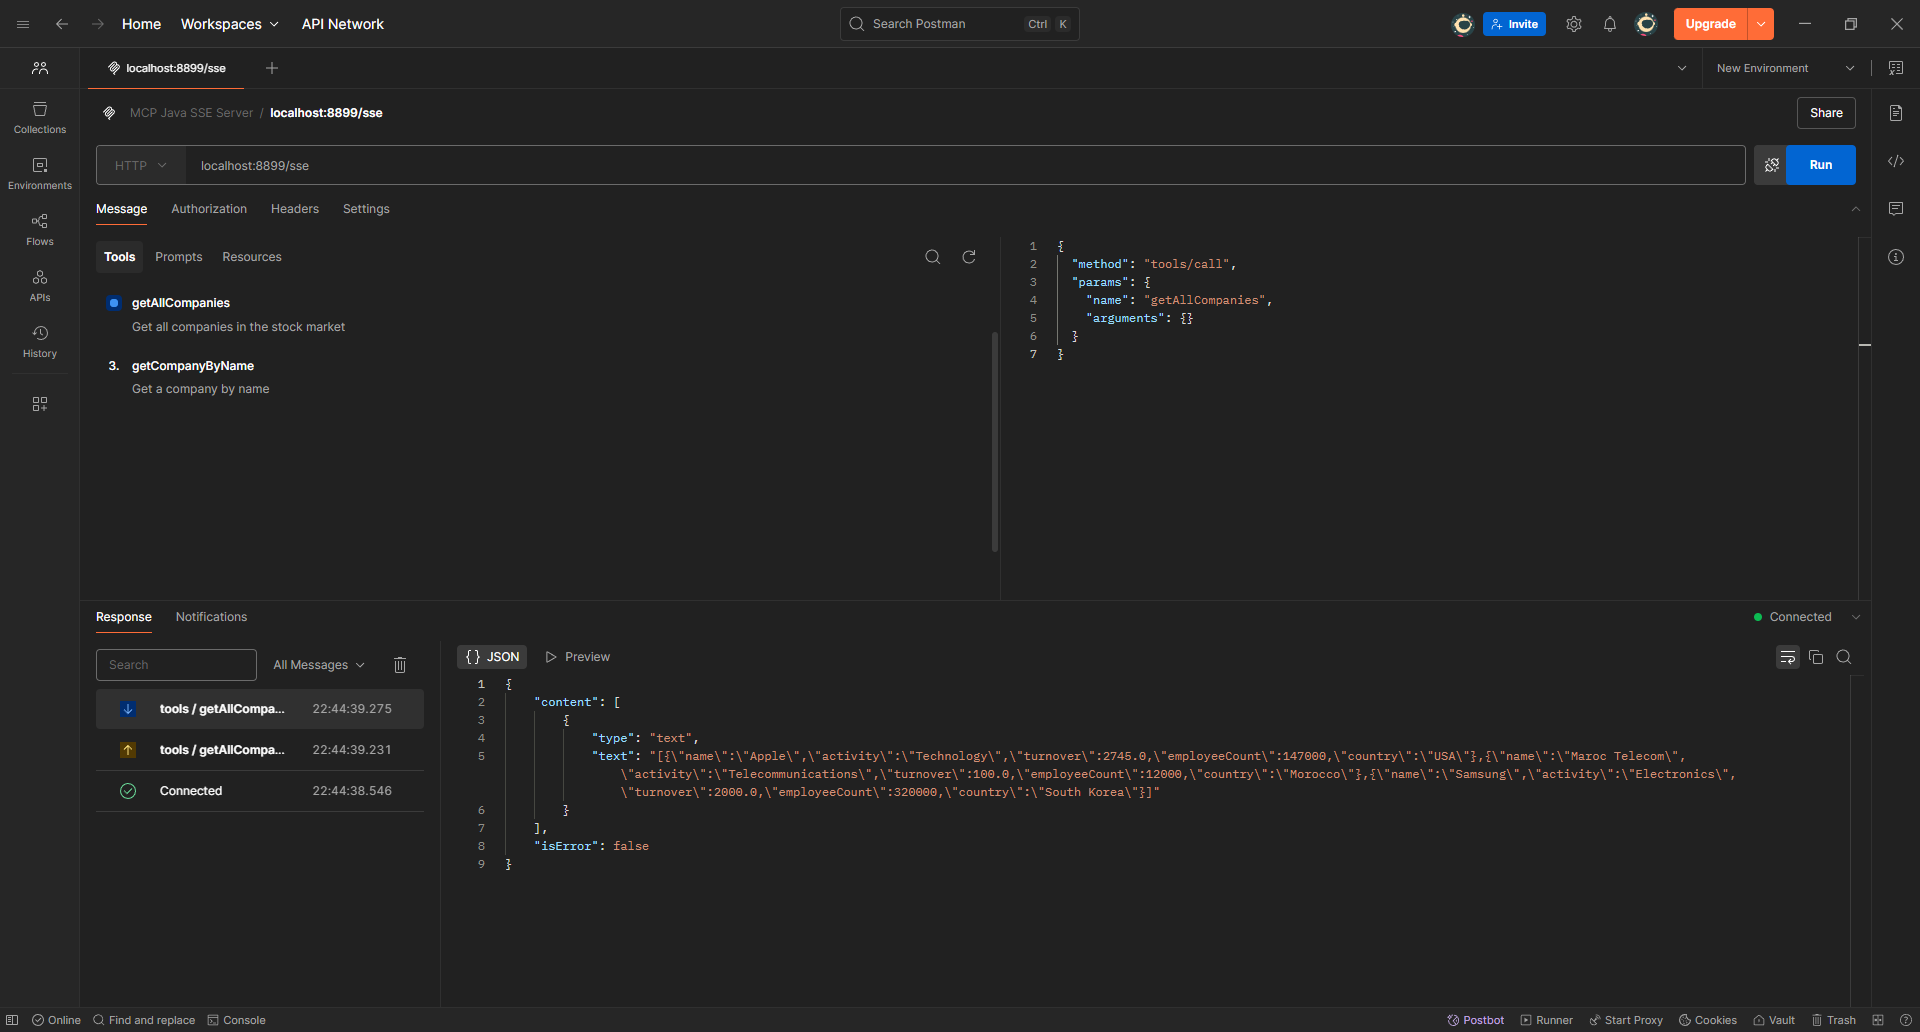 Home Workspaces API Network Search Postman Ctrl K Invite Upgrade
localhost:8899/sse New Environment
MCP Java SSE Server / localhost:8899/sse Share
HTTP localhost:8899/sse Run
Message Authorization Headers Settings
Collections
Environments
Flows
APIs
History
Tools Prompts Resources
getAllCompanies
Get all companies in the stock market
3. getCompanyByName
Get a company by name
1 {
2 "method": "tools/call",
3 "params": {
4 "name": "getAllCompanies",
5 "arguments": {}
6 }
7 }
Response Notifications Connected
Search All Messages
tools / getAllCompa... 22:44:39.275
tools / getAllCompa... 22:44:39.231
Connected 22:44:38.546
{} JSON Preview
1 {
2 "content": [
3 {
4 "type": "text",
5 "text": "[{\"name\":\"Apple\",\"activity\":\"Technology\",\"turnover\":2745.0,\"employeeCount\":147000,\"country\":\"USA\"},{\"name\":\"Maroc Telecom\",
\"activity\":\"Telecommunications\",\"turnover\":100.0,\"employeeCount\":12000,\"country\":\"Morocco\"},{\"name\":\"Samsung\",\"activity\":\"Electronics\",
\"turnover\":2000.0,\"employeeCount\":320000,\"country\":\"South Korea\"}]"
6 }
7 ],
8 "isError": false
9 }
Online Find and replace Console Postbot Runner Start Proxy Cookies Vault Trash